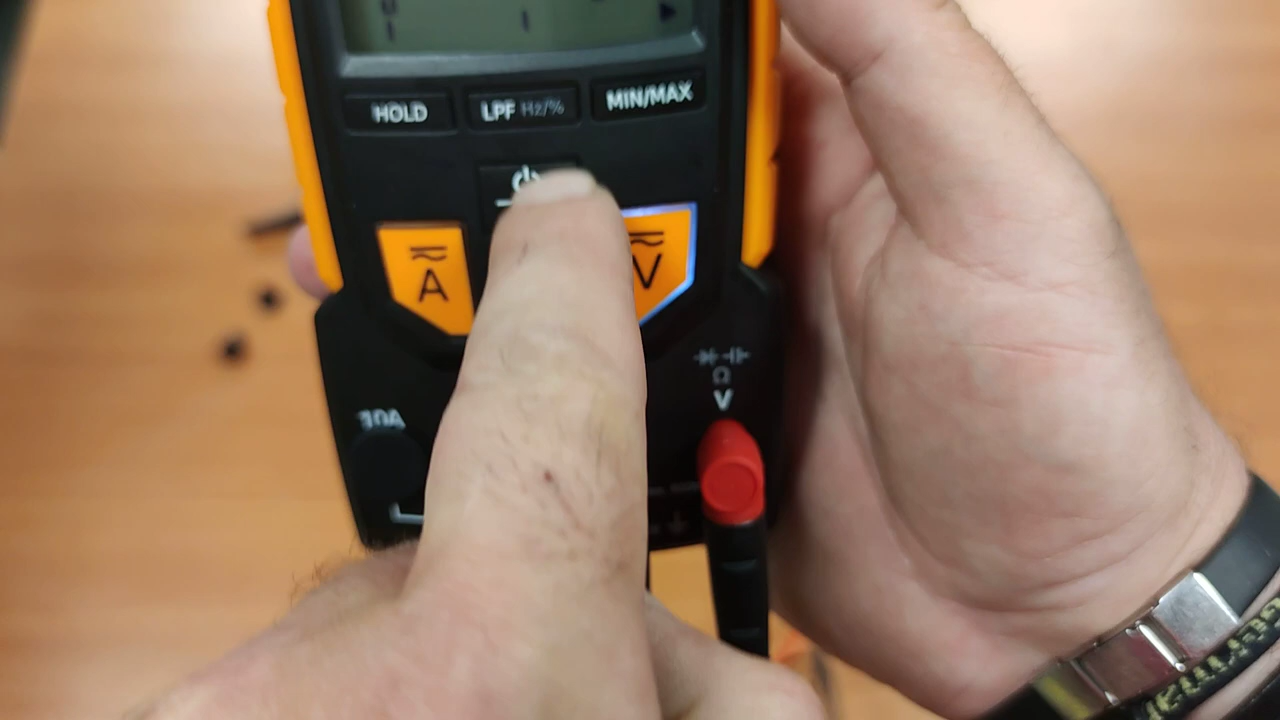 HOLD LPF Hz/% MIN/MAX
A V
Ω
10A V